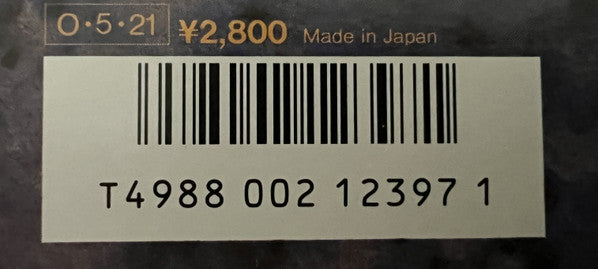 O・5・21 ¥2,800 Made in Japan
T4988 002 12397 1